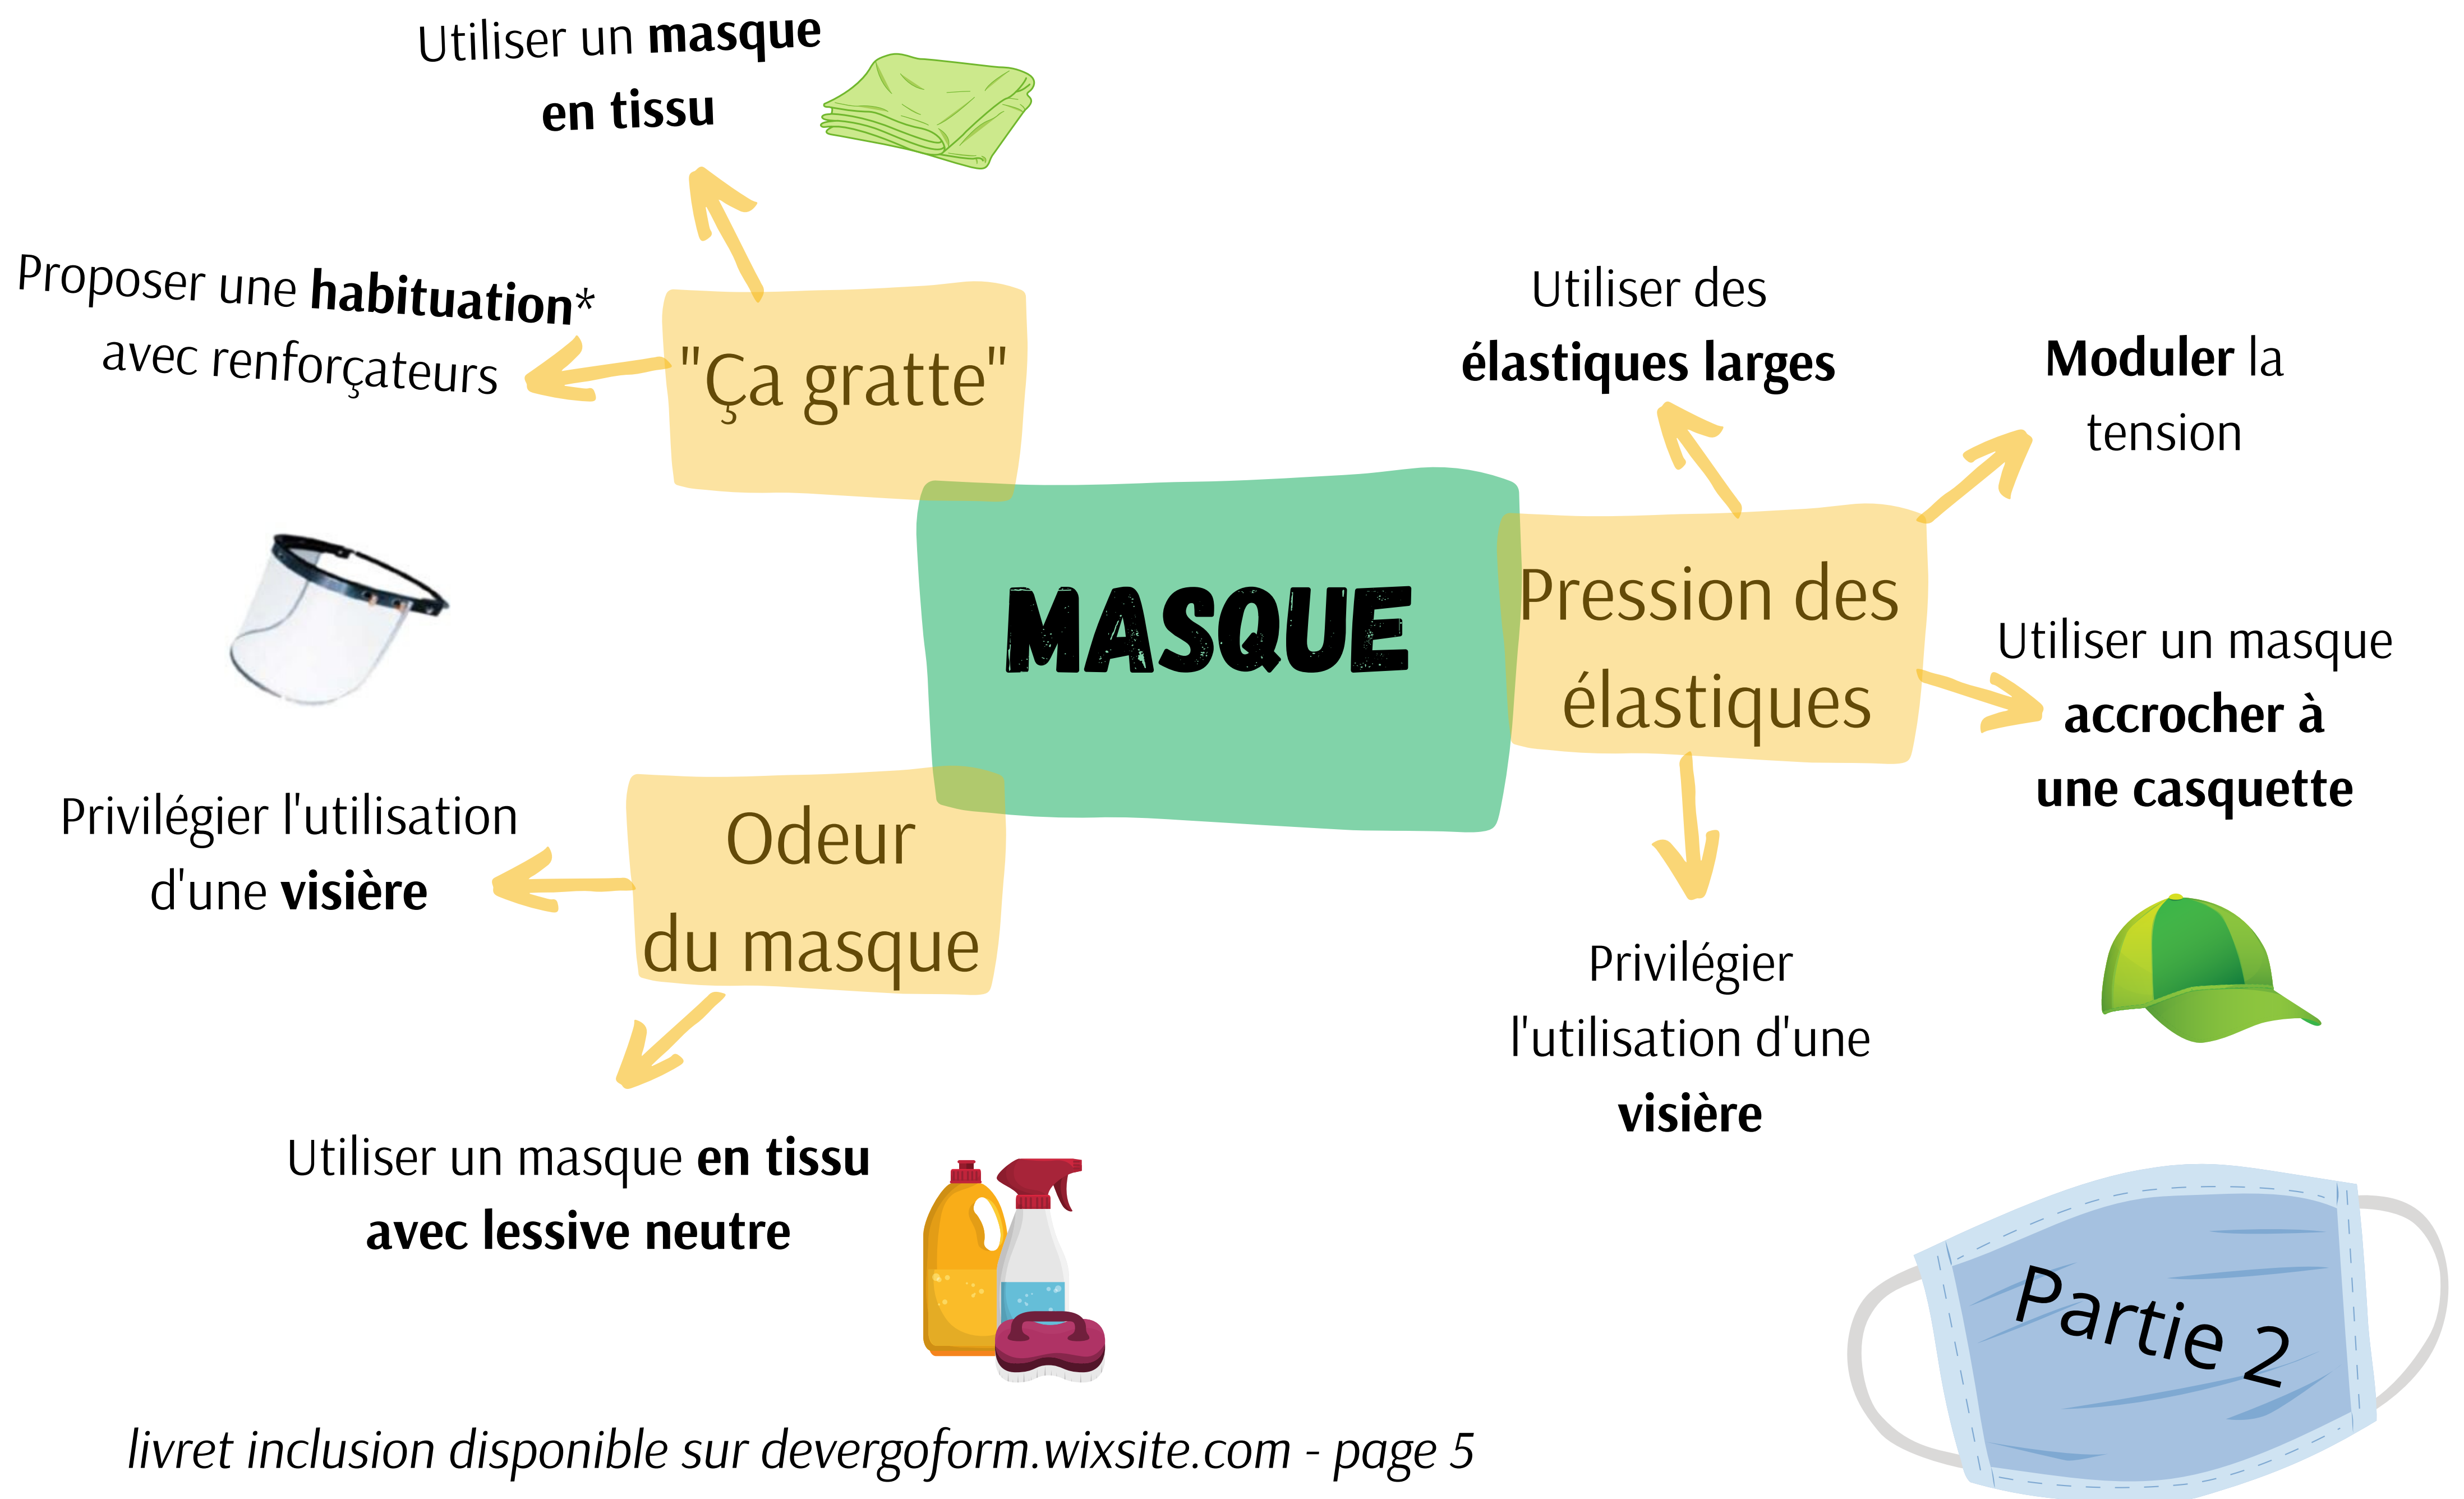 Utiliser un masque
en tissu
Proposer une habituation*
avec renforçateurs
"Ça gratte"
Utiliser des
élastiques larges
Moduler la
tension
MASQUE
Pression des
élastiques
Utiliser un masque
accrocher à
une casquette
Privilégier l'utilisation
d'une visière
Odeur
du masque
Privilégier
l'utilisation d'une
visière
Utiliser un masque en tissu
avec lessive neutre
Partie 2
livret inclusion disponible sur devergoform.wixsite.com - page 5